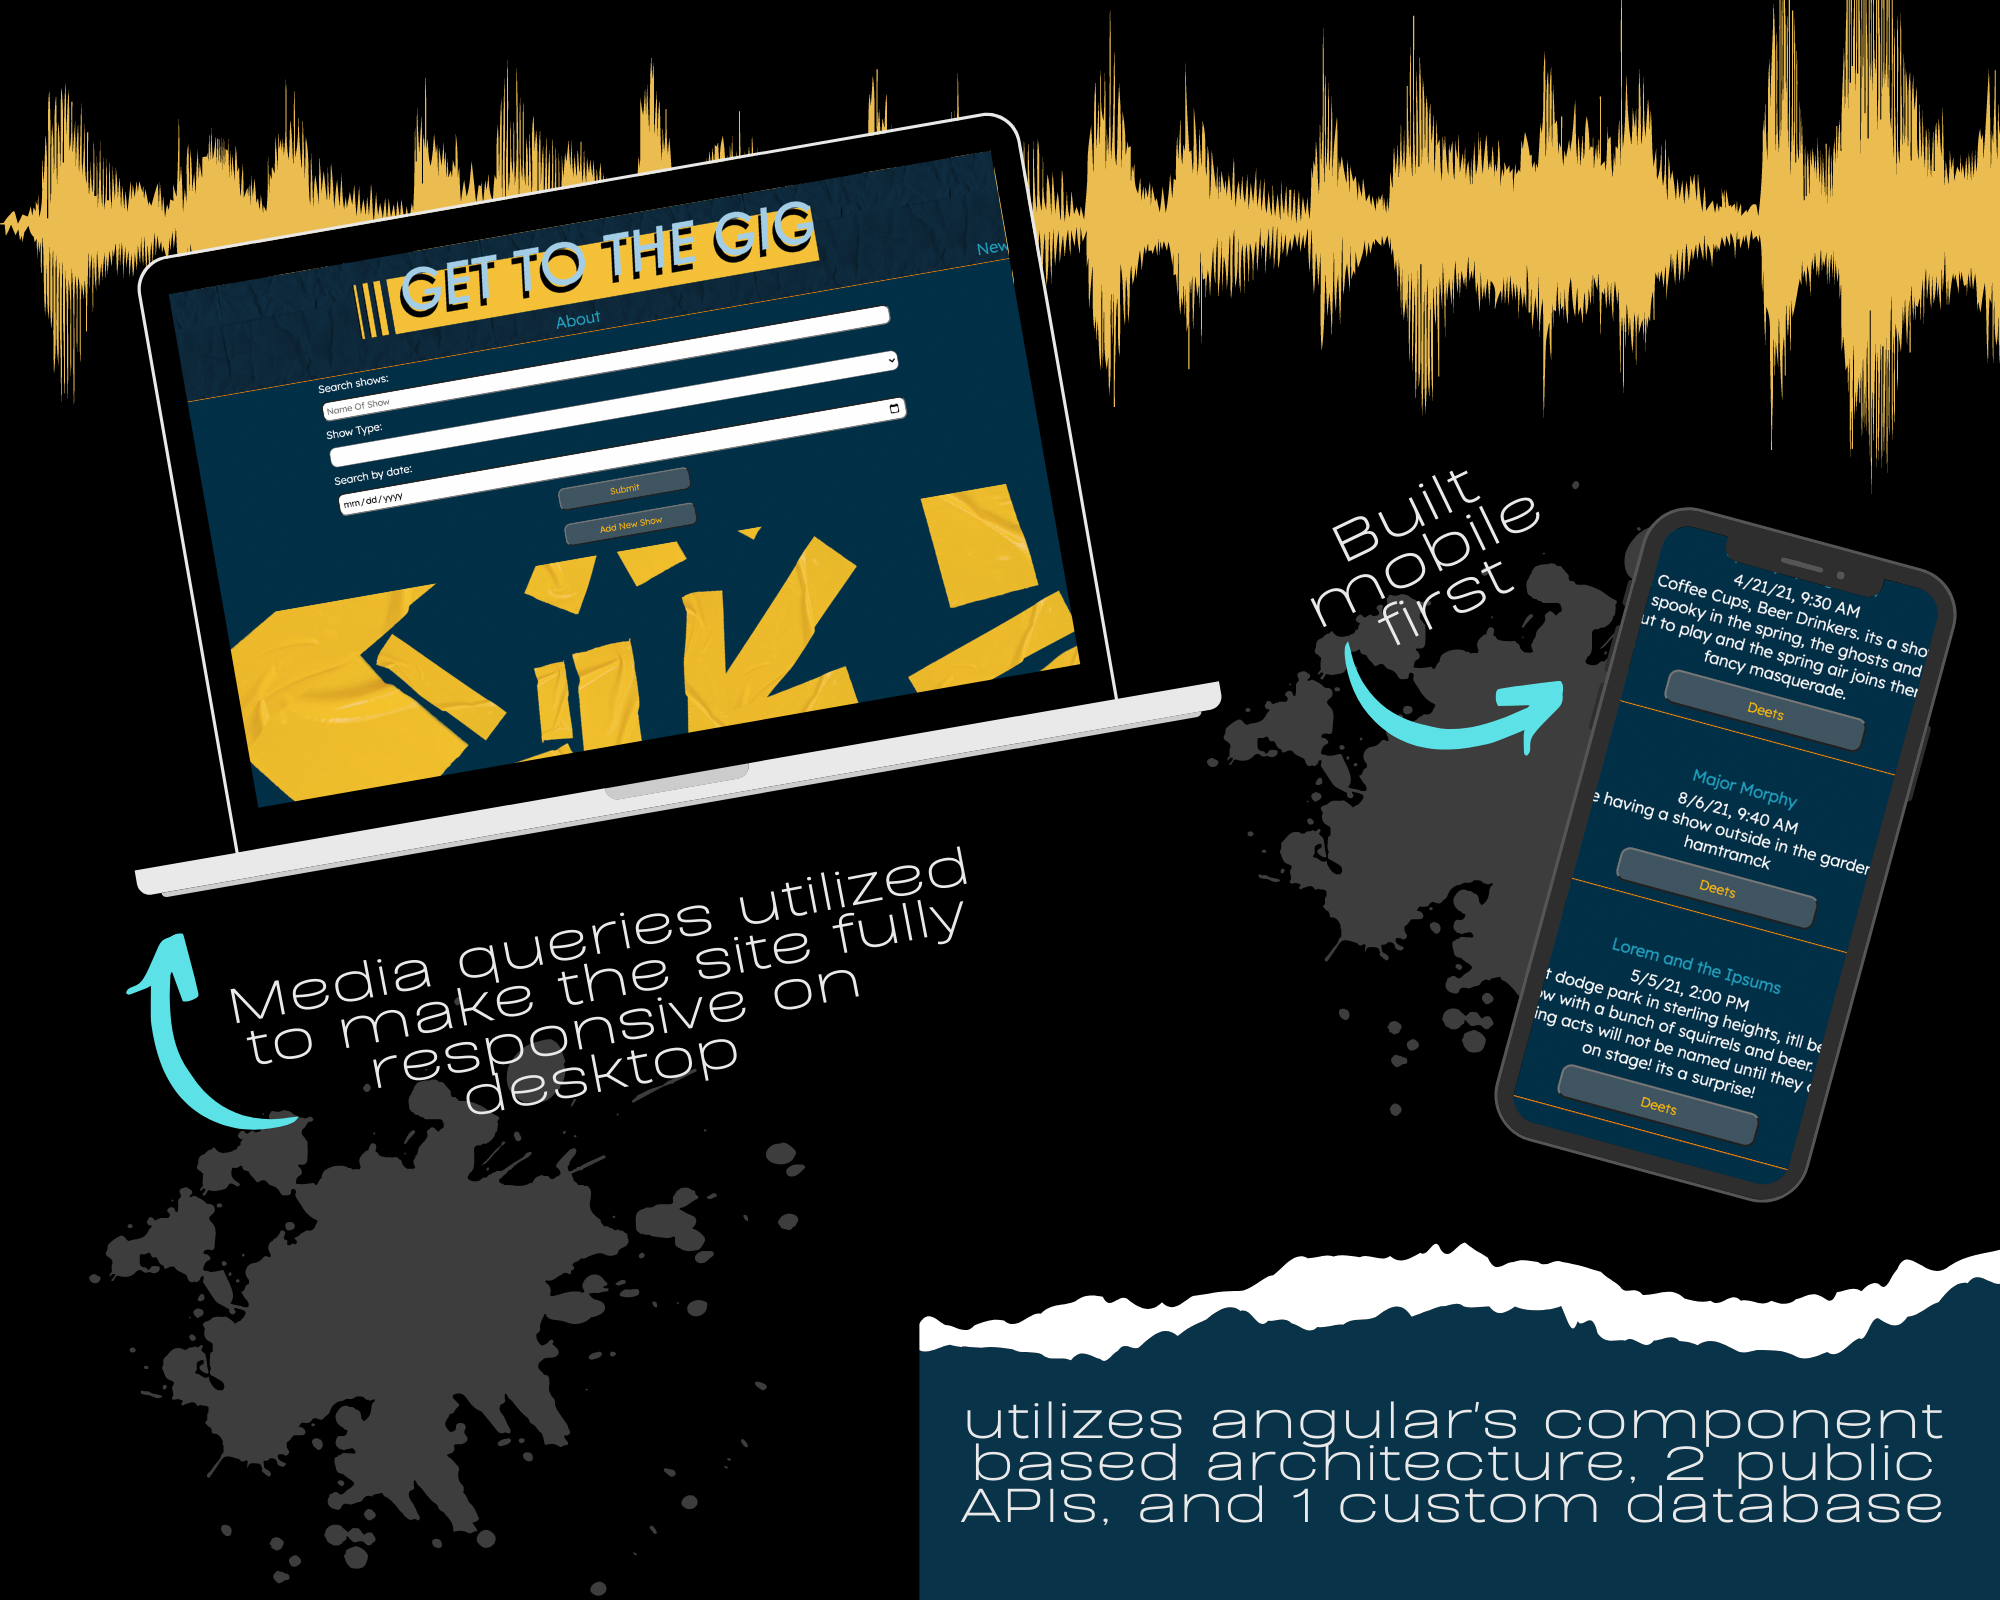 GET TO THE GIG
About
New
Search shows:
Name Of Show
Show Type:
Search by date:
mm/dd/yyyy
Submit
Add New Show
Built
mobile
first
4/21/21, 9:30 AM
Coffee Cups, Beer Drinkers. its a sho
spooky in the spring, the ghosts and
ut to play and the spring air joins ther
fancy masquerade.
Deets
Major Morphy
8/6/21, 9:40 AM
e having a show outside in the garden
hamtramck
Deets
Lorem and the Ipsums
5/5/21, 2:00 PM
t dodge park in sterling heights, itll be
ow with a bunch of squirrels and beer.
ing acts will not be named until they
on stage! its a surprise!
Deets
Media queries utilized
to make the site fully
responsive on
desktop
utilizes angular's component
based architecture, 2 public
APIs, and 1 custom database